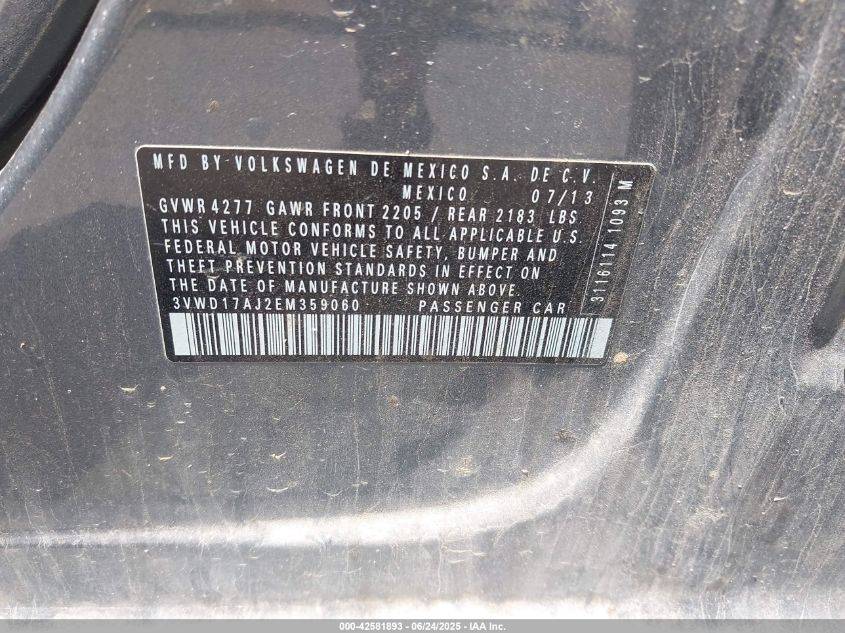 MFD BY VOLKSWAGEN DE MEXICO S.A. DE C.V.
MEXICO 07/13
GVWR 4277 GAWR FRONT 2205 / REAR 2183 LBS
THIS VEHICLE CONFORMS TO ALL APPLICABLE U.S.
FEDERAL MOTOR VEHICLE SAFETY, BUMPER AND
THEFT PREVENTION STANDARDS IN EFFECT ON
THE DATE OF MANUFACTURE SHOWN ABOVE.
3VWD17AJ2EM359060 PASSENGER CAR
3116114 1093 M
000-42581893 - 06/24/2025 - IAA Inc.